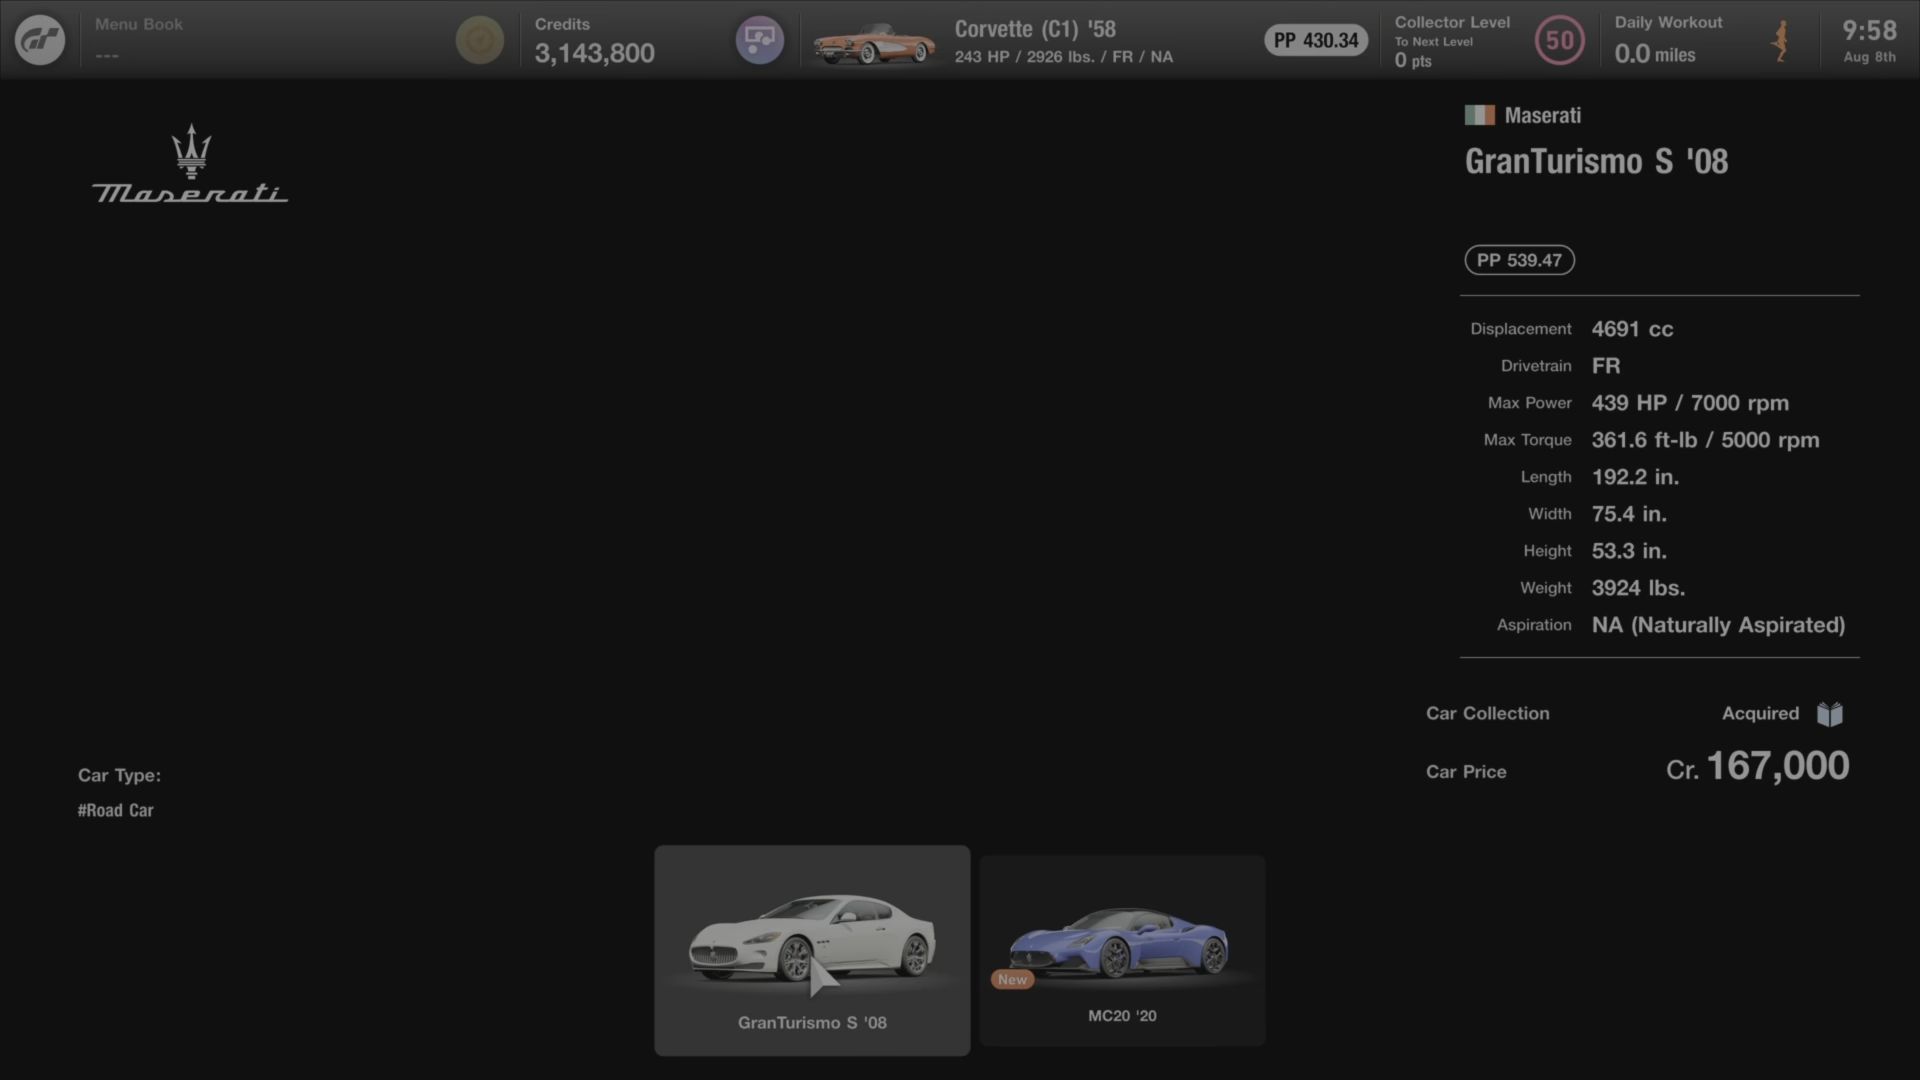 Menu Book
---
Credits
3,143,800
Corvette (C1) '58
243 HP / 2926 lbs. / FR / NA
PP 430.34
Collector Level
To Next Level
0 pts
50
Daily Workout
0.0 miles
9:58
Aug 8th
Maserati
Maserati
GranTurismo S '08
PP 539.47
Displacement 4691 cc
Drivetrain FR
Max Power 439 HP / 7000 rpm
Max Torque 361.6 ft-lb / 5000 rpm
Length 192.2 in.
Width 75.4 in.
Height 53.3 in.
Weight 3924 lbs.
Aspiration NA (Naturally Aspirated)
Car Collection Acquired
Car Price Cr. 167,000
Car Type:
#Road Car
GranTurismo S '08
New
MC20 '20